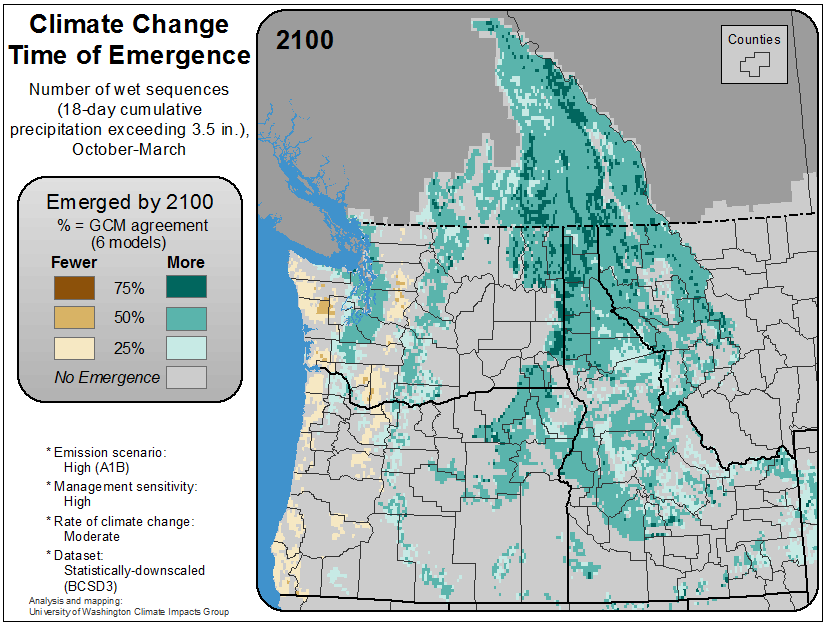 Climate Change
Time of Emergence
Number of wet sequences
(18-day cumulative
precipitation exceeding 3.5 in.),
October-March
Emerged by 2100
% = GCM agreement
(6 models)
Fewer More
75%
50%
25%
No Emergence
* Emission scenario:
High (A1B)
* Management sensitivity:
High
* Rate of climate change:
Moderate
* Dataset:
Statistically-downscaled
(BCSD3)
Analysis and mapping:
University of Washington Climate Impacts Group
2100
Counties